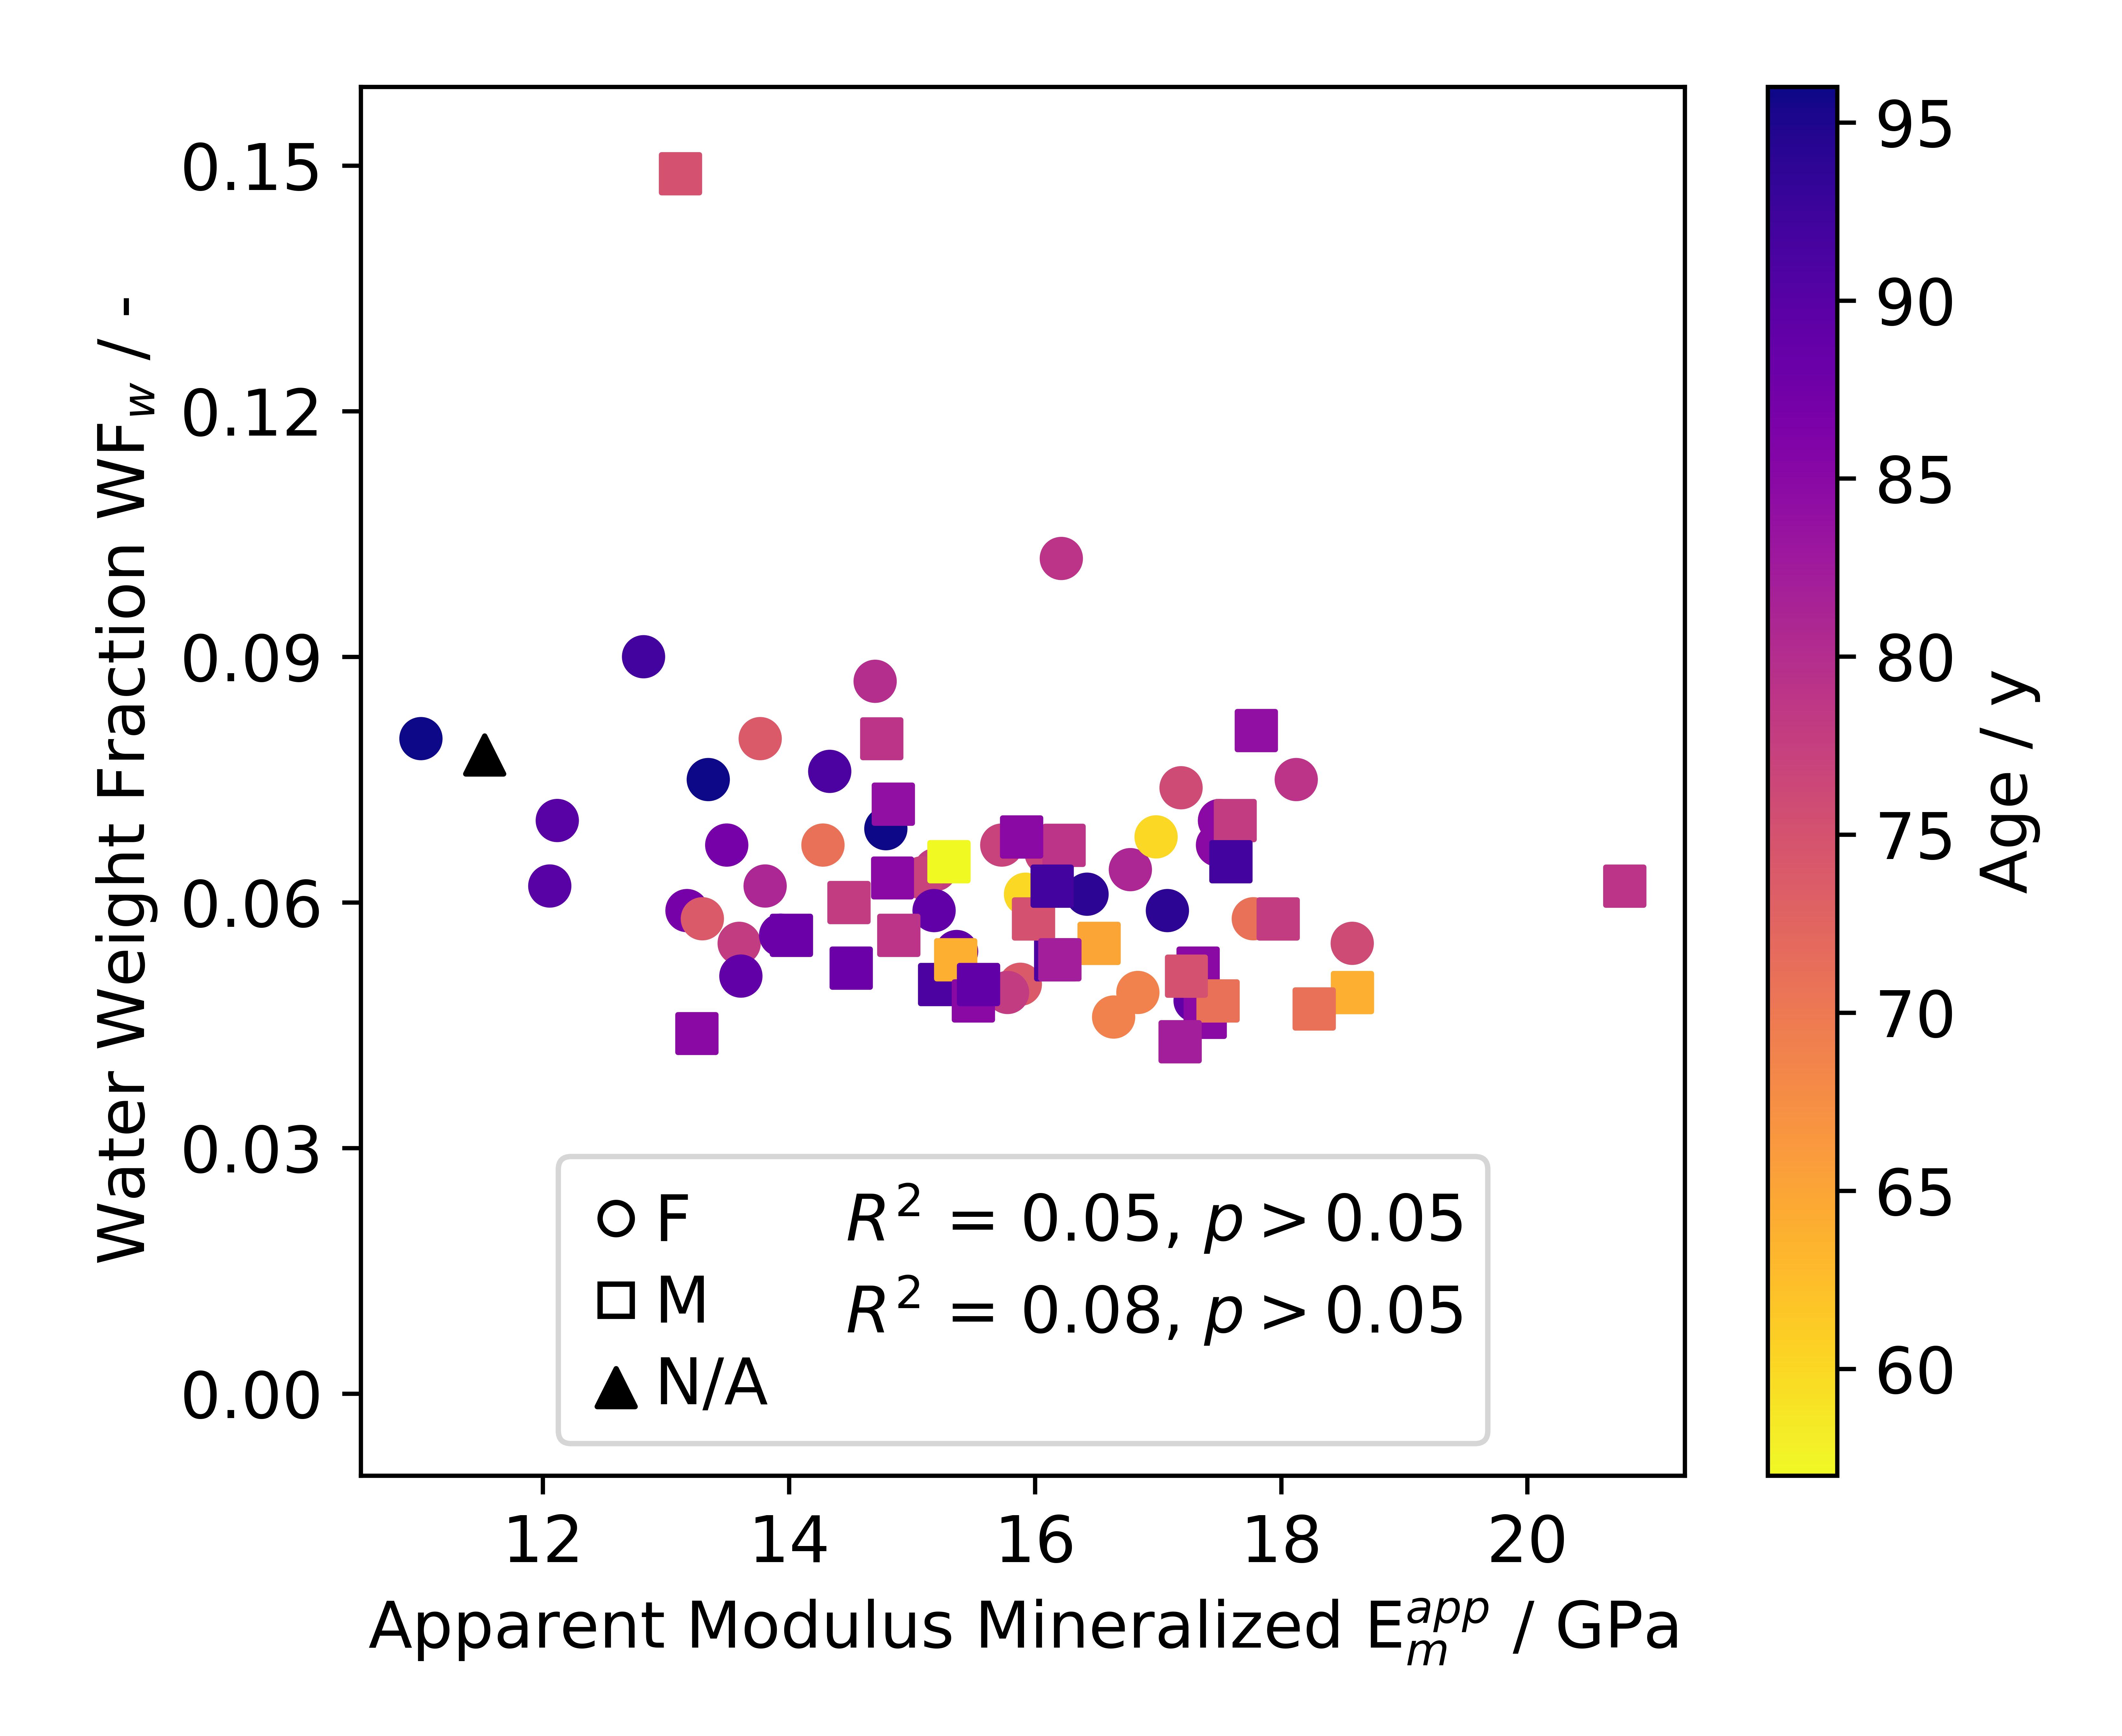 0.15
0.12
0.09
0.06
0.03
0.00
Water Weight Fraction WF_w / -
F R² = 0.05, p > 0.05
M R² = 0.08, p > 0.05
N/A
12 14 16 18 20
Apparent Modulus Mineralized E_m^app / GPa
95
90
85
80
75
70
65
60
Age / y